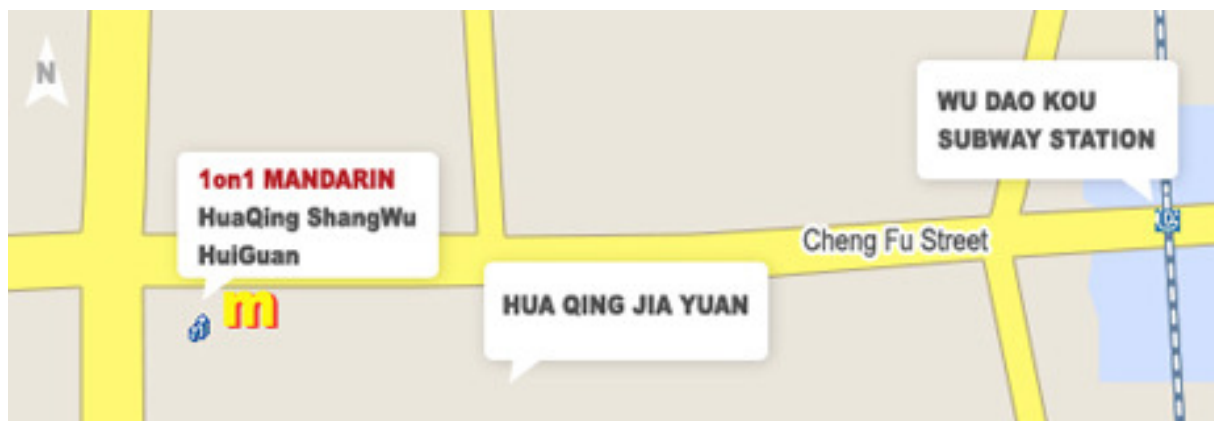 N
1on1 MANDARIN
HuaQing ShangWu
HuiGuan
m
HUA QING JIA YUAN
Cheng Fu Street
WU DAO KOU
SUBWAY STATION